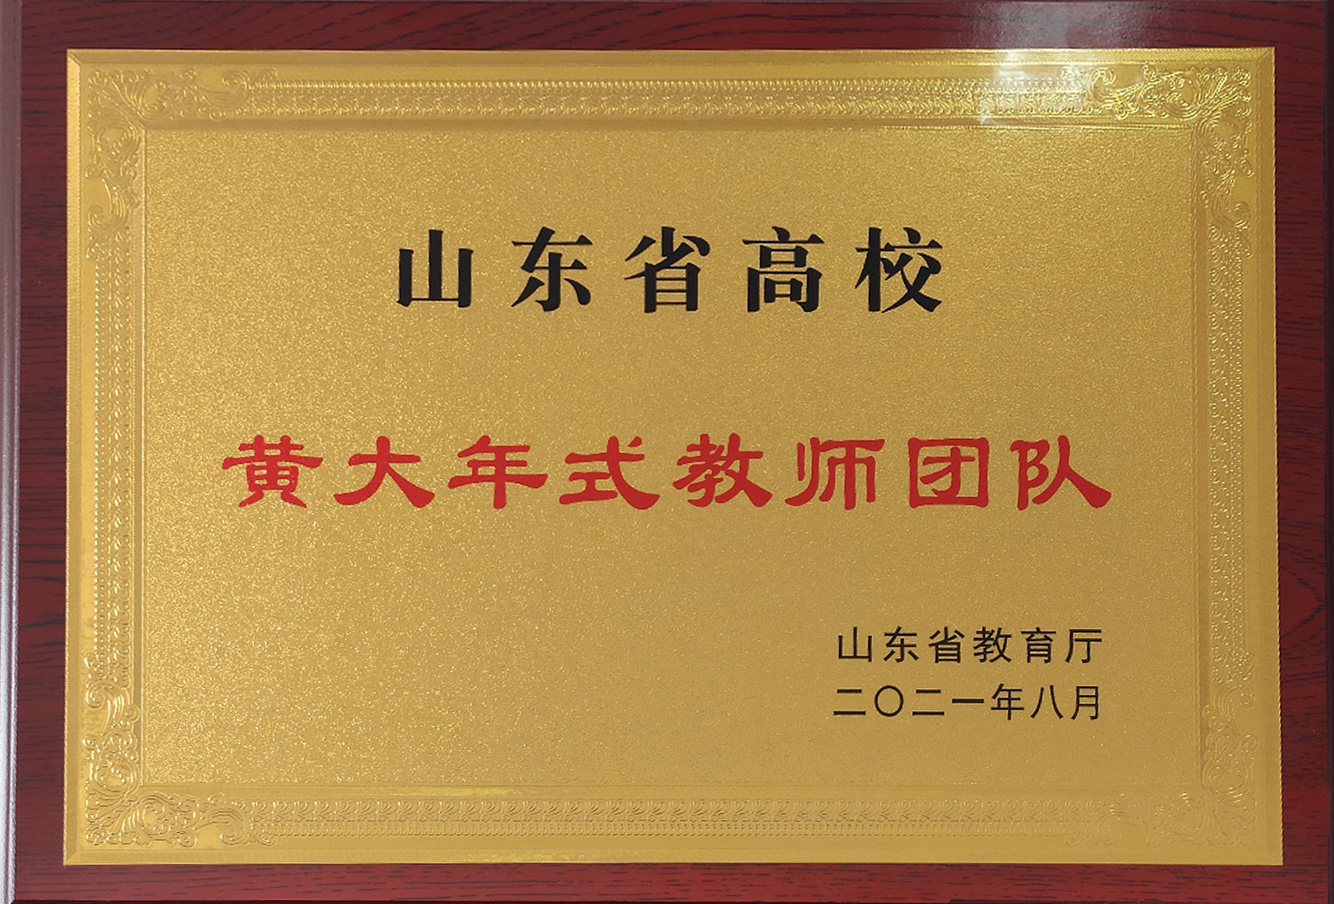 山东省高校
黄大年式教师团队
山东省教育厅
二〇二一年八月